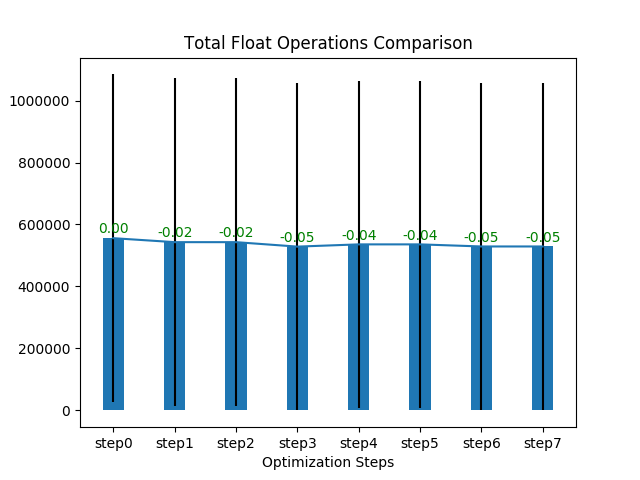 Total Float Operations Comparison
1000000
800000
600000
400000
200000
0
0.00 -0.02 -0.02 -0.05 -0.04 -0.04 -0.05 -0.05
step0 step1 step2 step3 step4 step5 step6 step7
Optimization Steps